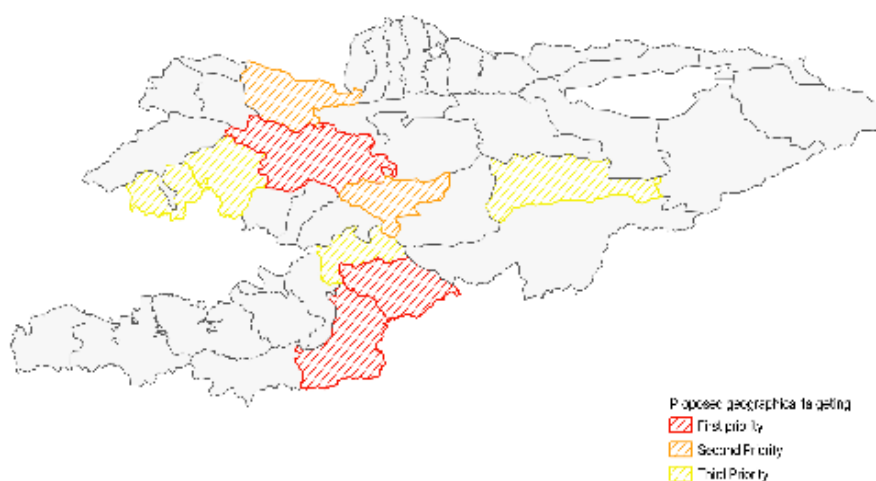 Proposed geographical targeting
First priority
Second Priority
Third Priority